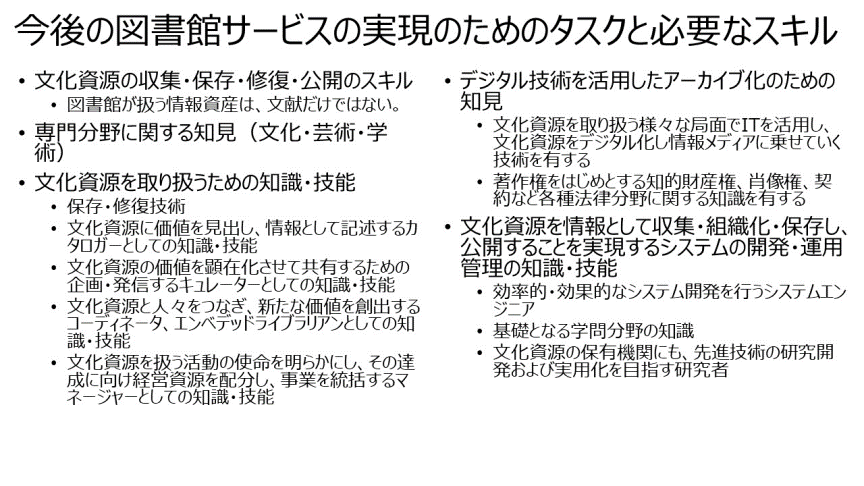 今後の図書館サービスの実現のためのタスクと必要なスキル
• 文化資源の収集・保存・修復・公開のスキル
• 図書館が扱う情報資産は、文献だけではない。
• 専門分野に関する知見（文化・芸術・学
術）
• 文化資源を取り扱うための知識・技能
• 保存・修復技術
• 文化資源に価値を見出し、情報として記述するカ
タロガーとしての知識・技能
• 文化資源の価値を顕在化させて共有するための
企画・発信するキュレーターとしての知識・技能
• 文化資源と人々をつなぎ、新たな価値を創出する
コーディネータ、エンベデッドライブラリアンとしての知
識・技能
• 文化資源を扱う活動の使命を明らかにし、その達
成に向け経営資源を配分し、事業を統括するマ
ネージャーとしての知識・技能
• デジタル技術を活用したアーカイブ化のための
知見
• 文化資源を取り扱う様々な局面でITを活用し、
文化資源をデジタル化し情報メディアに乗せていく
技術を有する
• 著作権をはじめとする知的財産権、肖像権、契
約など各種法律分野に関する知識を有する
• 文化資源を情報として収集・組織化・保存し、
公開することを実現するシステムの開発・運用
管理の知識・技能
• 効率的・効果的なシステム開発を行うシステムエン
ジニア
• 基礎となる学問分野の知識
• 文化資源の保有機関にも、先進技術の研究開
発および実用化を目指す研究者